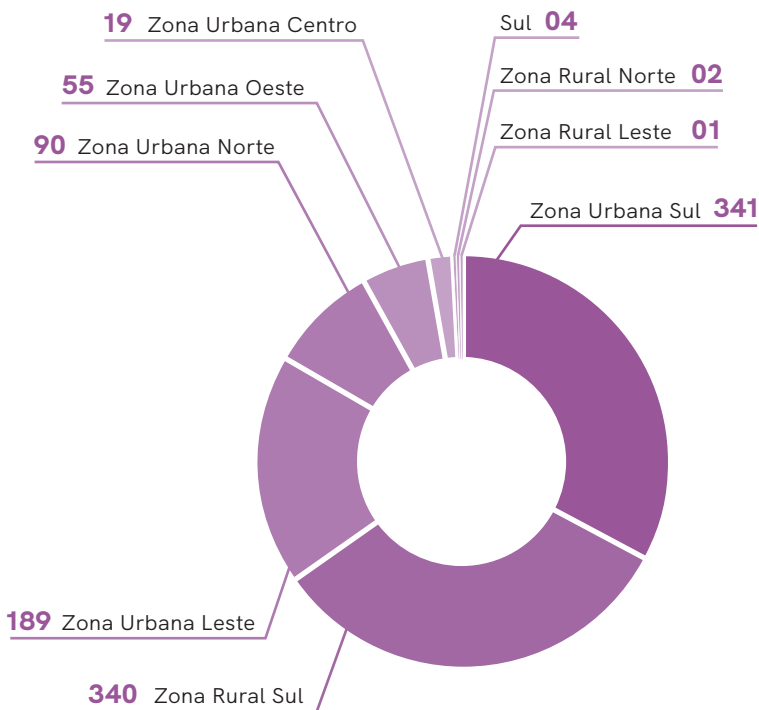 19 Zona Urbana Centro
Sul 04
55 Zona Urbana Oeste
Zona Rural Norte 02
90 Zona Urbana Norte
Zona Rural Leste 01
Zona Urbana Sul 341
189 Zona Urbana Leste
340 Zona Rural Sul